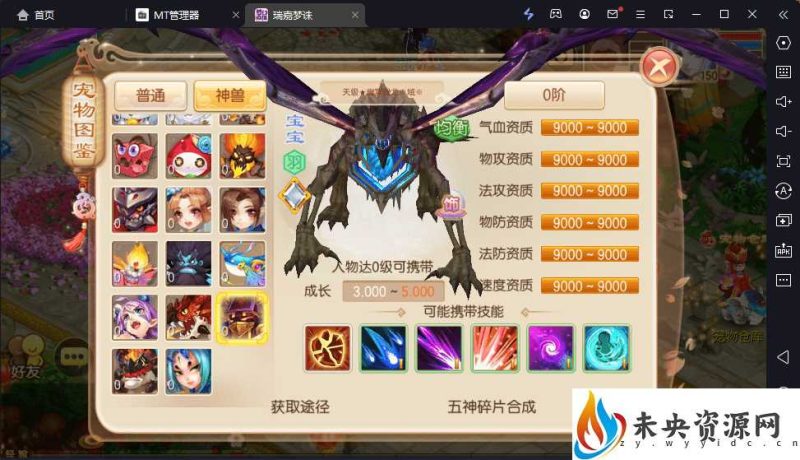 首页
MT管理器
瑞嘉梦诛
150
宠物图鉴
普通
神兽
0阶
宝宝
羽
均衡
饰
气血资质 9000 ~ 9000
物攻资质 9000 ~ 9000
法攻资质 9000 ~ 9000
物防资质 9000 ~ 9000
法防资质 9000 ~ 9000
速度资质 9000 ~ 9000
人物达0级可携带
成长 3.000 ~ 5.000
可能携带技能
获取途径
五神碎片合成
好友
宠物仓库
APK
未央资源网
zy.wyyidc.cn